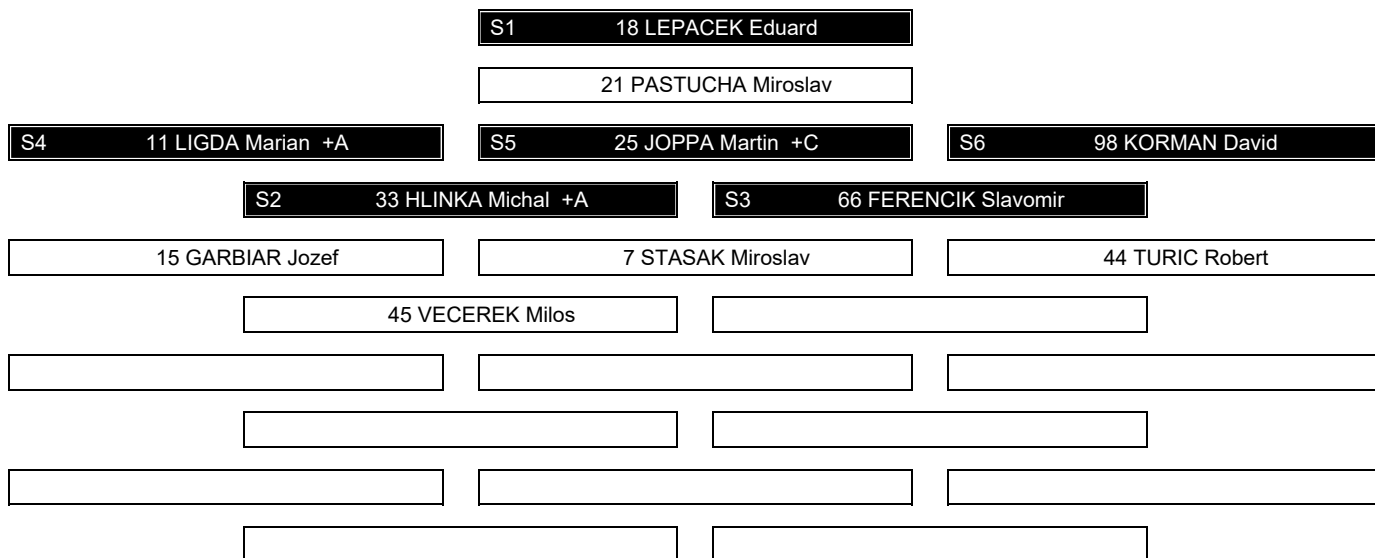 S1 18 LEPACEK Eduard
21 PASTUCHA Miroslav
S4 11 LIGDA Marian +A S5 25 JOPPA Martin +C S6 98 KORMAN David
S2 33 HLINKA Michal +A S3 66 FERENCIK Slavomir
15 GARBIAR Jozef 7 STASAK Miroslav 44 TURIC Robert
45 VECEREK Milos